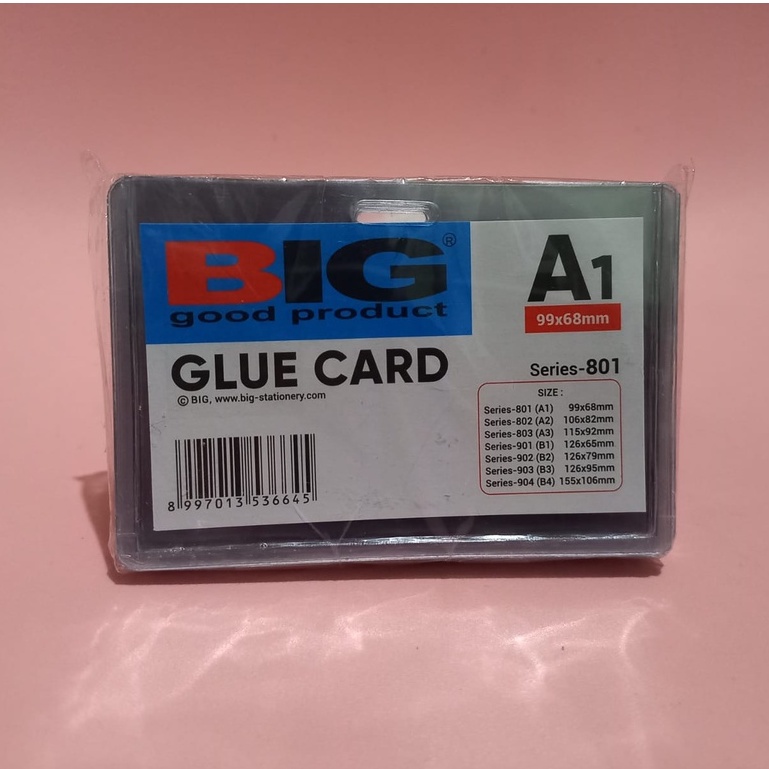 BIG®
good product
A1
99x68mm
GLUE CARD
© BIG, www.big-stationery.com
Series-801
SIZE :
Series-801 (A1) 99x68mm
Series-802 (A2) 106x82mm
Series-803 (A3) 115x92mm
Series-901 (B1) 126x65mm
Series-902 (B2) 126x79mm
Series-903 (B3) 126x95mm
Series-904 (B4) 155x106mm
8 997013 536645